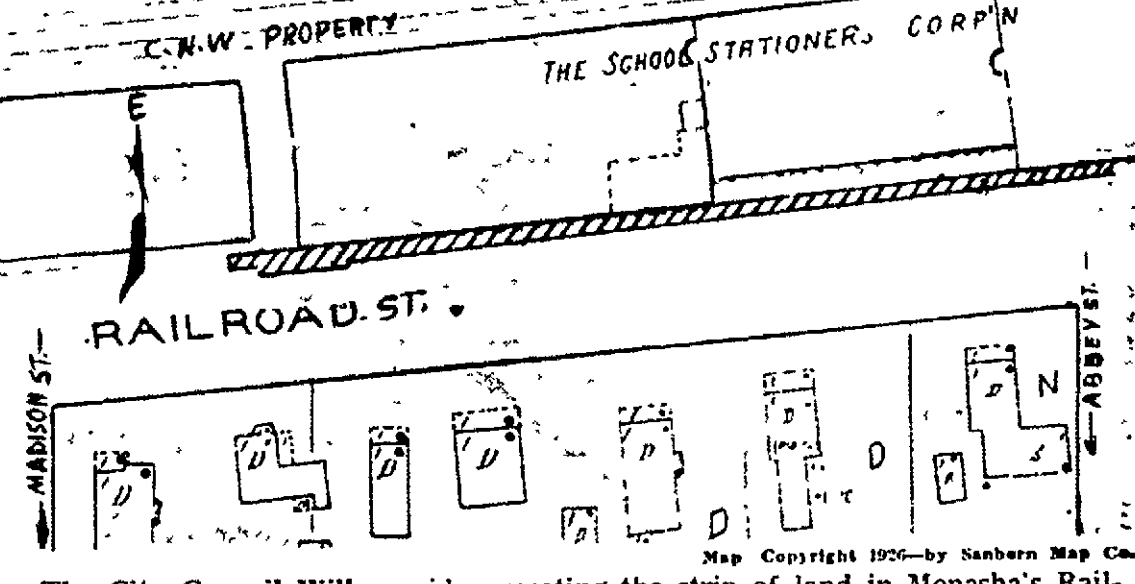 C.N.W. PROPERTY
THE SCHOOL STATIONERS CORP'N
E
RAILROAD ST.
MADISON ST.
ABBEY ST.
N
D
D
D
D
D
D
D
D
D
S
D
Map Copyright 1926—by Sanborn Map Co.
The City Council Will consider vacating the strip of land in Menasha's Rail-